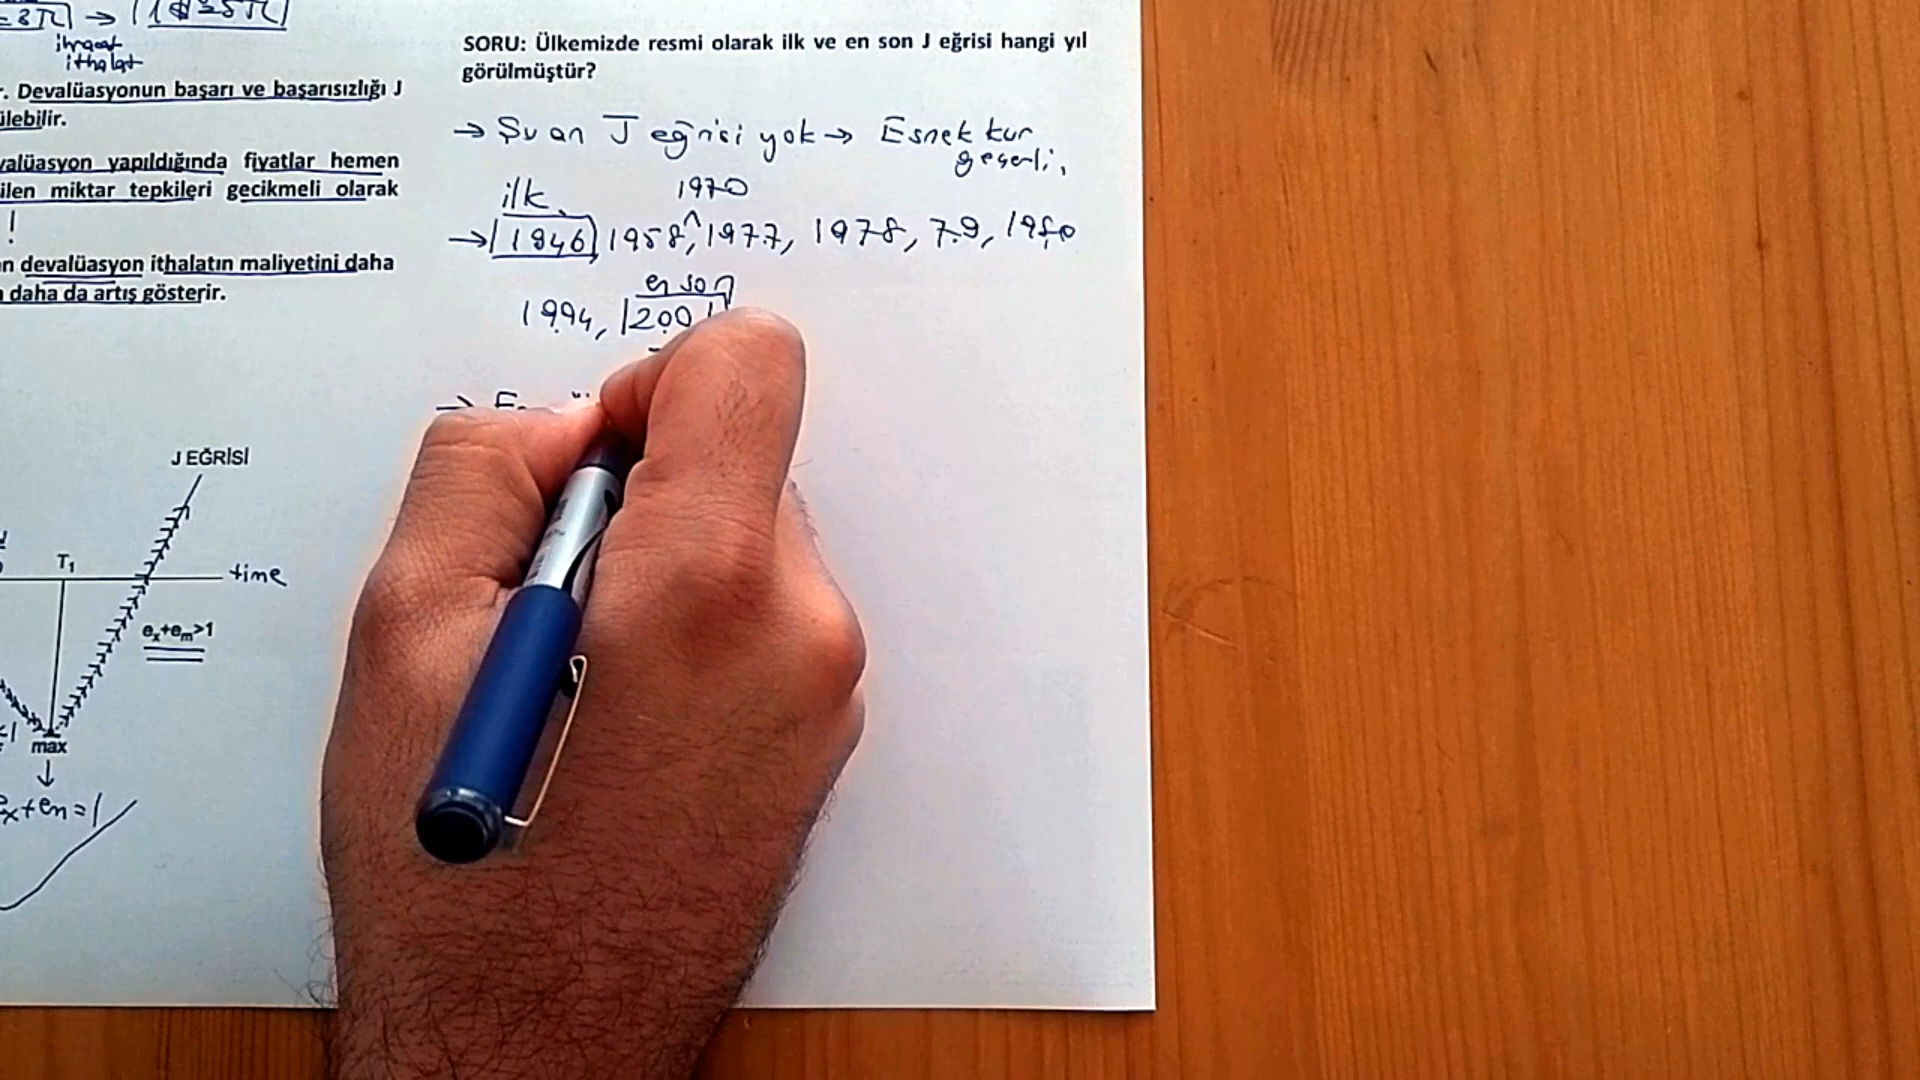 ihracat
ithalat
. Devalüasyonun başarı ve başarısızlığı J
ülebilir.
valüasyon yapıldığında fiyatlar hemen
ilen miktar tepkileri gecikmeli olarak
!
n devalüasyon ithalatın maliyetini daha
daha da artış gösterir.
J EĞRİSİ
T1
time
ex+em>1
max
ex+em=1
SORU: Ülkemizde resmi olarak ilk ve en son J eğrisi hangi yıl
görülmüştür?
→ Şu an J eğrisi yok → Esnek kur
geçerli,
ilk 1970
→ 1946, 1958, 1977, 1978, 79, 1980
en son
1994, 2001